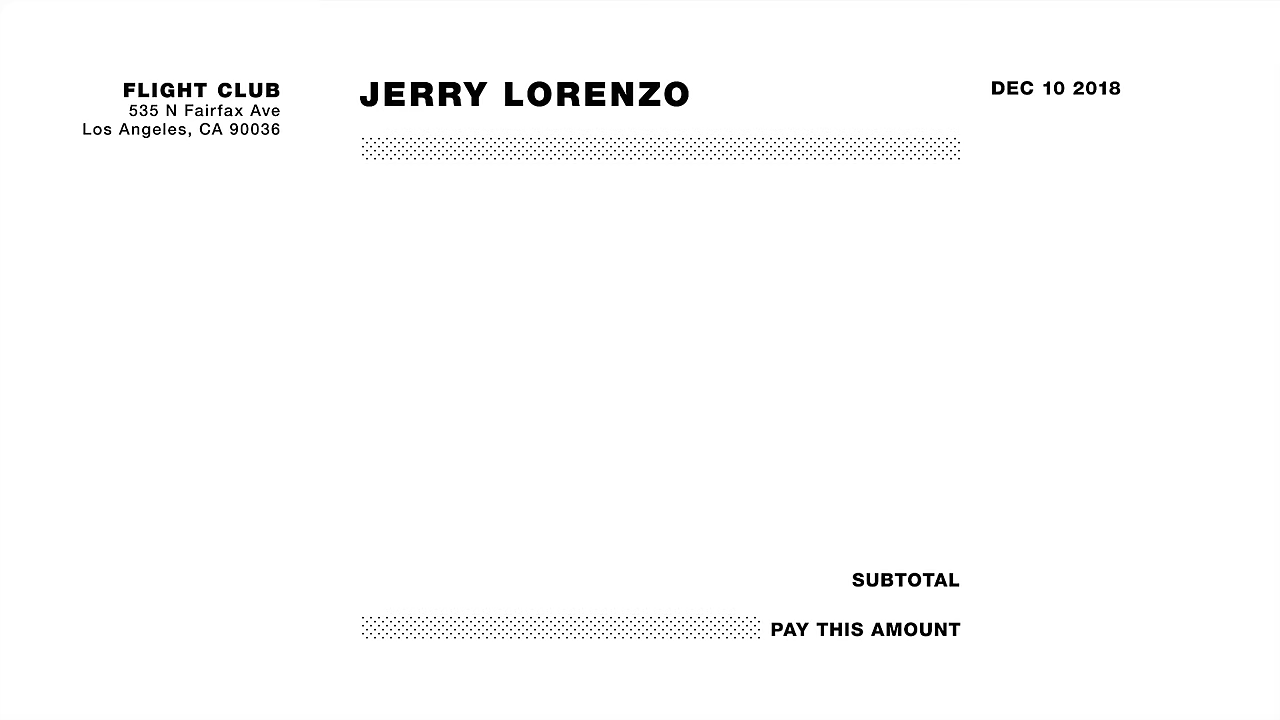 FLIGHT CLUB
535 N Fairfax Ave
Los Angeles, CA 90036
JERRY LORENZO
DEC 10 2018
SUBTOTAL
PAY THIS AMOUNT